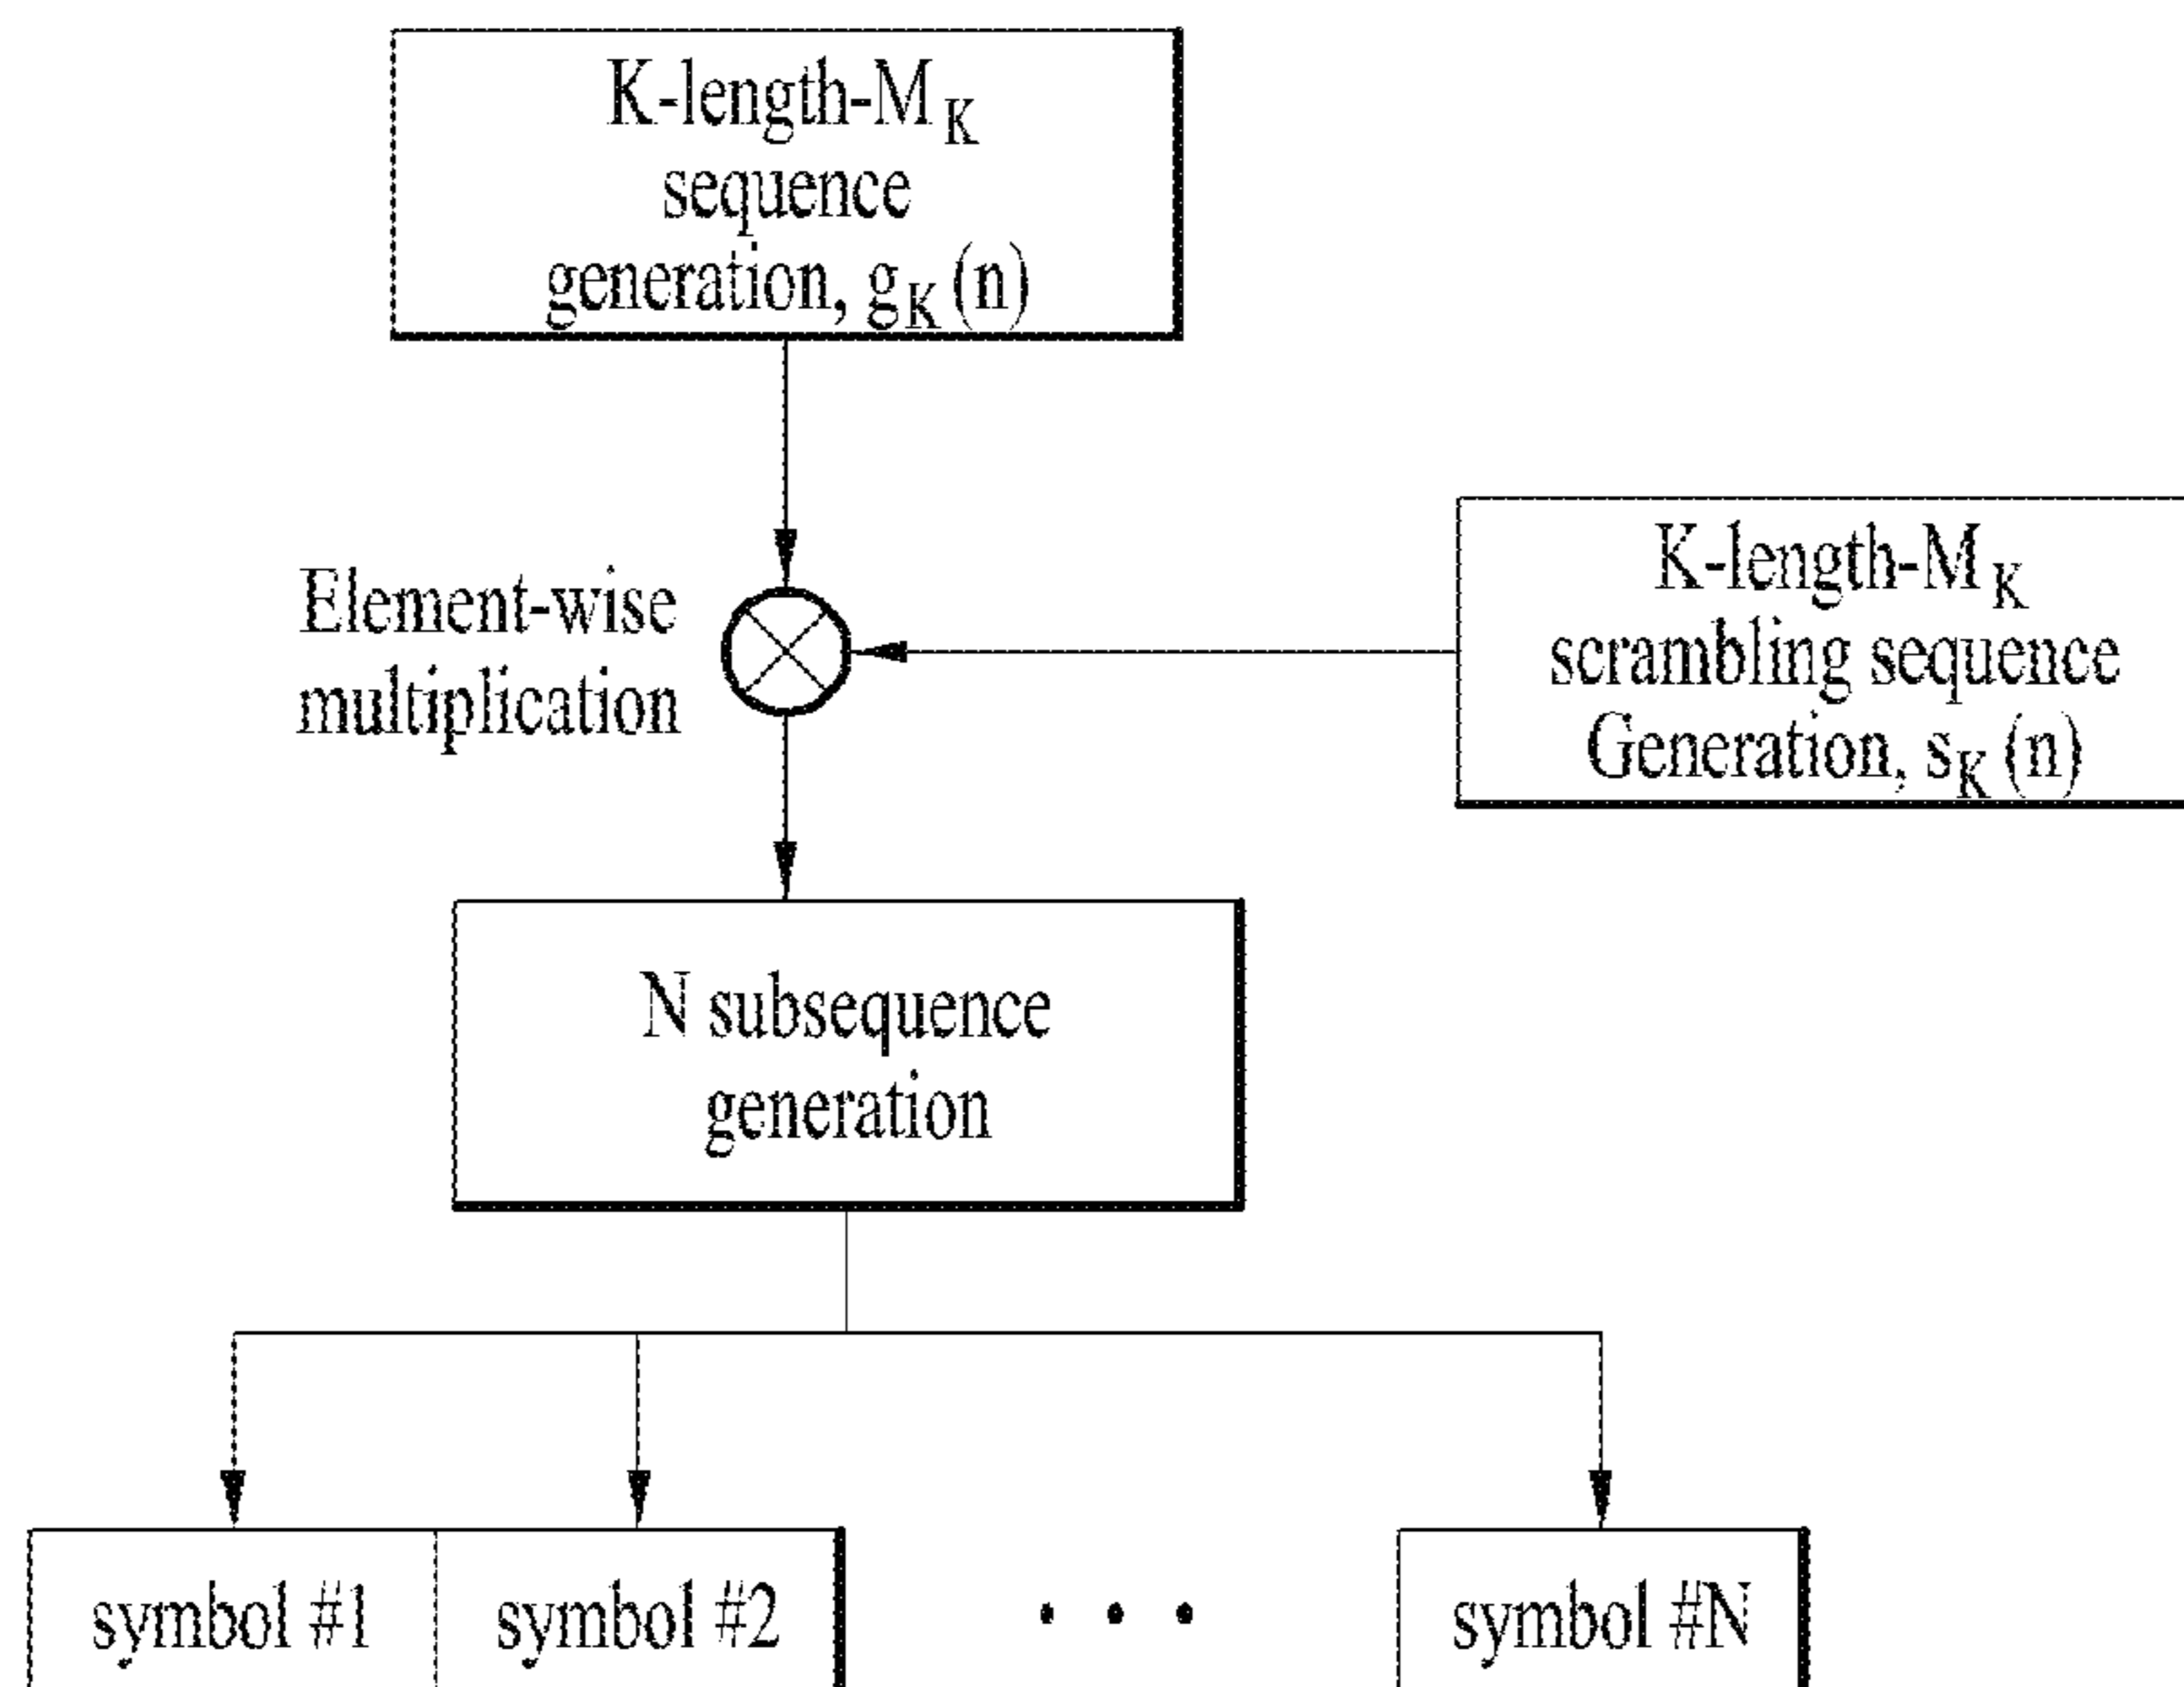 K-length-M_K
sequence
generation, g_K (n)
Element-wise
multiplication
K-length-M_K
scrambling sequence
Generation, s_K (n)
N subsequence
generation
symbol #1
symbol #2
• • •
symbol #N